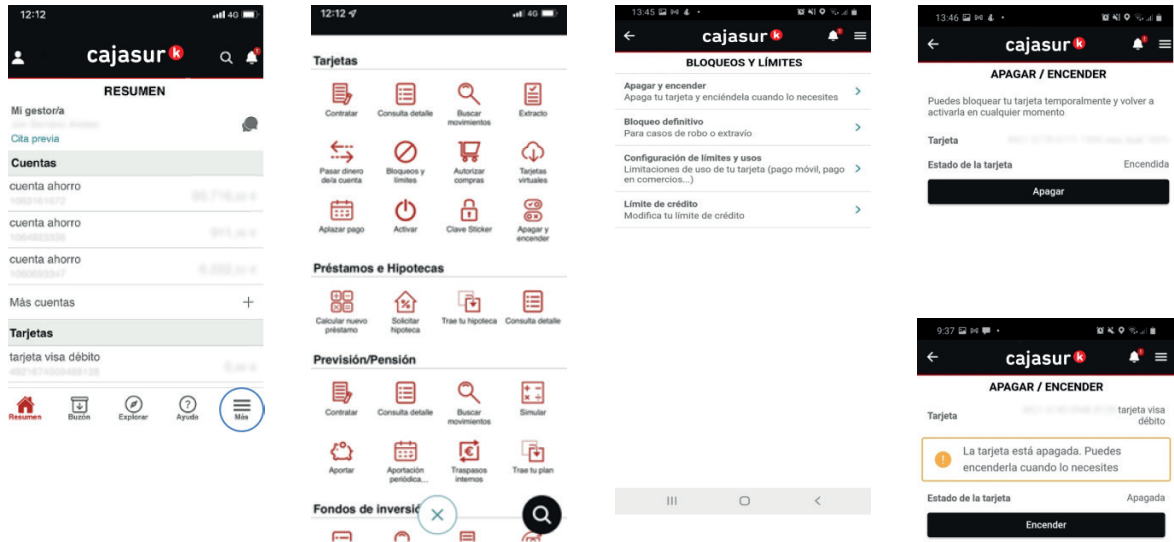 12:12
4G
cajasur k
RESUMEN
Mi gestor/a
Cita previa
Cuentas
cuenta ahorro
cuenta ahorro
cuenta ahorro
Más cuentas +
Tarjetas
tarjeta visa débito
Resumen Buzón Explorar Ayuda Más
12:12
4G
Tarjetas
Contratar Consulta detalle Buscar movimientos Extracto
Pasar dinero de/a cuenta Bloqueos y límites Autorizar compras Tarjetas virtuales
Aplazar pago Activar Clave Sticker Apagar y encender
Préstamos e Hipotecas
Calcular nuevo préstamo Solicitar hipoteca Trae tu hipoteca Consulta detalle
Previsión/Pensión
Contratar Consulta detalle Buscar movimientos Simular
Aportar Aportación periódica... Traspasos internos Trae tu plan
Fondos de
13:45
cajasur k
BLOQUEOS Y LÍMITES
Apagar y encender
Apaga tu tarjeta y enciéndela cuando lo necesites
Bloqueo definitivo
Para casos de robo o extravío
Configuración de límites y usos
Limitaciones de uso de tu tarjeta (pago móvil, pago
en comercios...)
Límite de crédito
Modifica tu límite de crédito
13:46
cajasur k
APAGAR / ENCENDER
Puedes bloquear tu tarjeta temporalmente y volver a
activarla en cualquier momento
Tarjeta
Estado de la tarjeta Encendida
Apagar
9:37
cajasur k
APAGAR / ENCENDER
Tarjeta tarjeta visa
débito
La tarjeta está apagada. Puedes
encenderla cuando lo necesites
Estado de la tarjeta Apagada
Encender